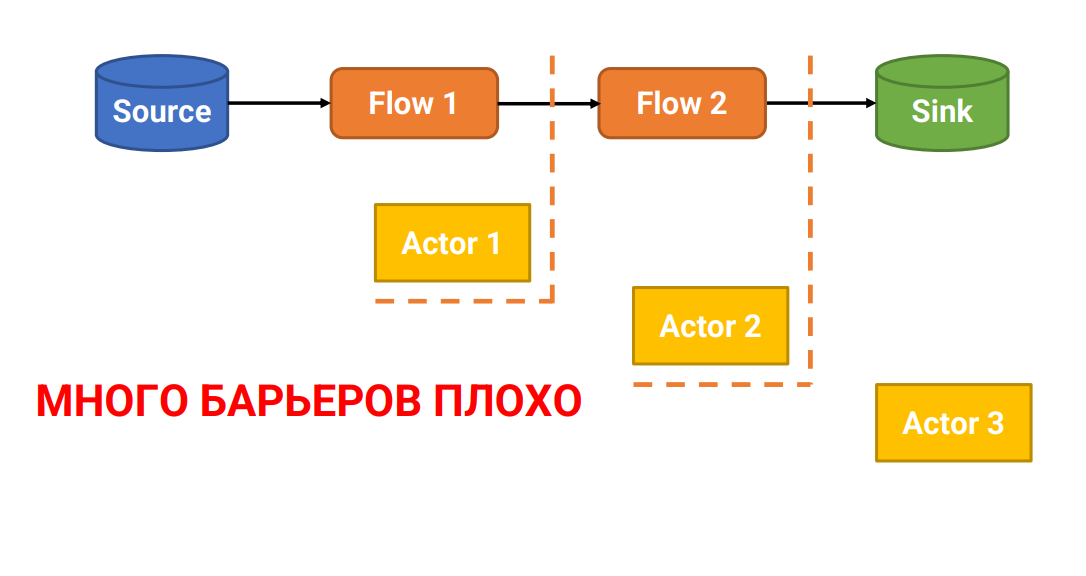 Source
Flow 1
Flow 2
Sink
Actor 1
Actor 2
МНОГО БАРЬЕРОВ ПЛОХО
Actor 3